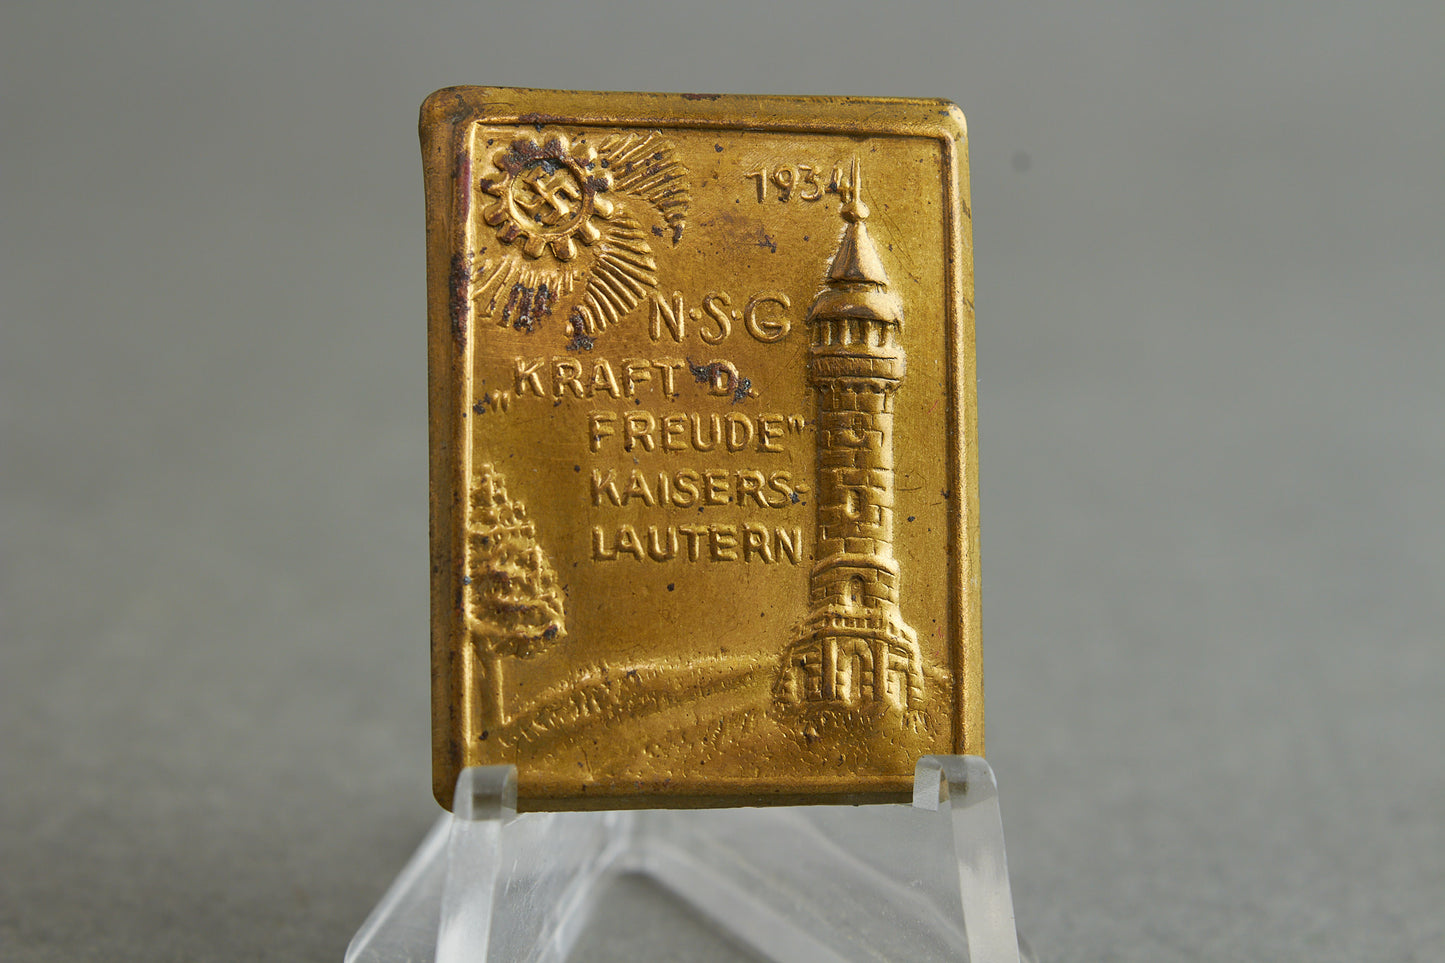 1934
N·S·G
„KRAFT D.
FREUDE"
KAISERS-
LAUTERN